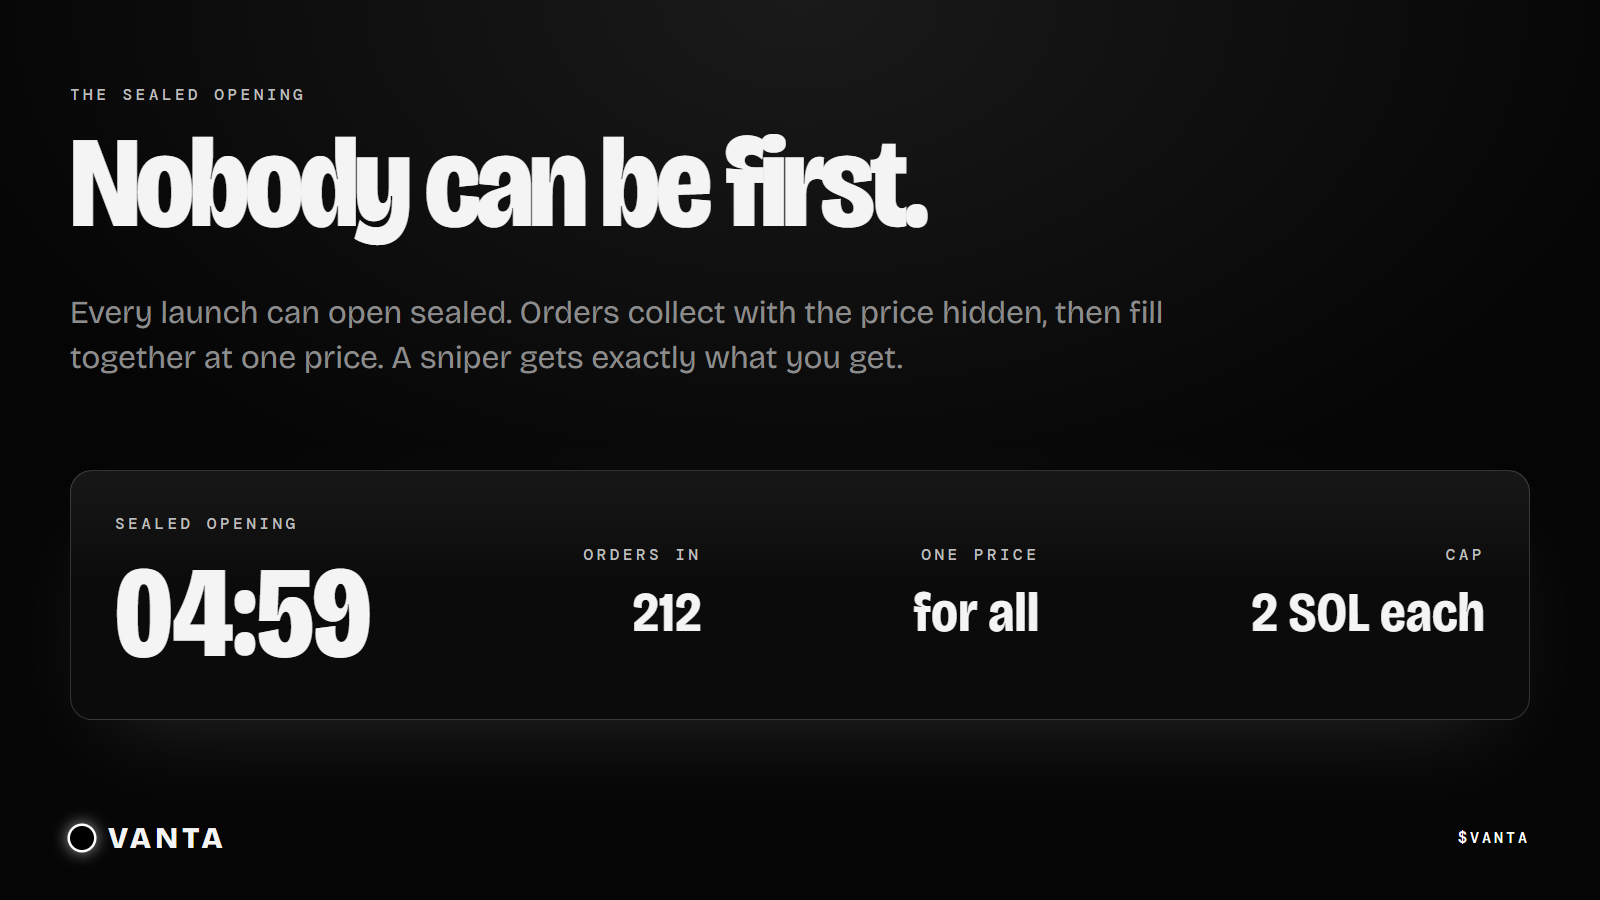 THE SEALED OPENING
Nobody can be first.
Every launch can open sealed. Orders collect with the price hidden, then fill
together at one price. A sniper gets exactly what you get.
SEALED OPENING
04:59
ORDERS IN
212
ONE PRICE
for all
CAP
2 SOL each
VANTA
$VANTA